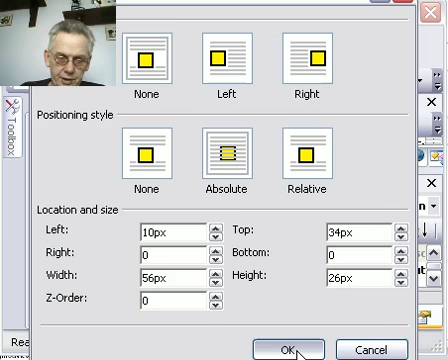 None Left Right
Positioning style
None Absolute Relative
Location and size
Left: 10px Top: 34px
Right: 0 Bottom: 0
Width: 56px Height: 26px
Z-Order: 0
OK Cancel
Toolbox
Rea